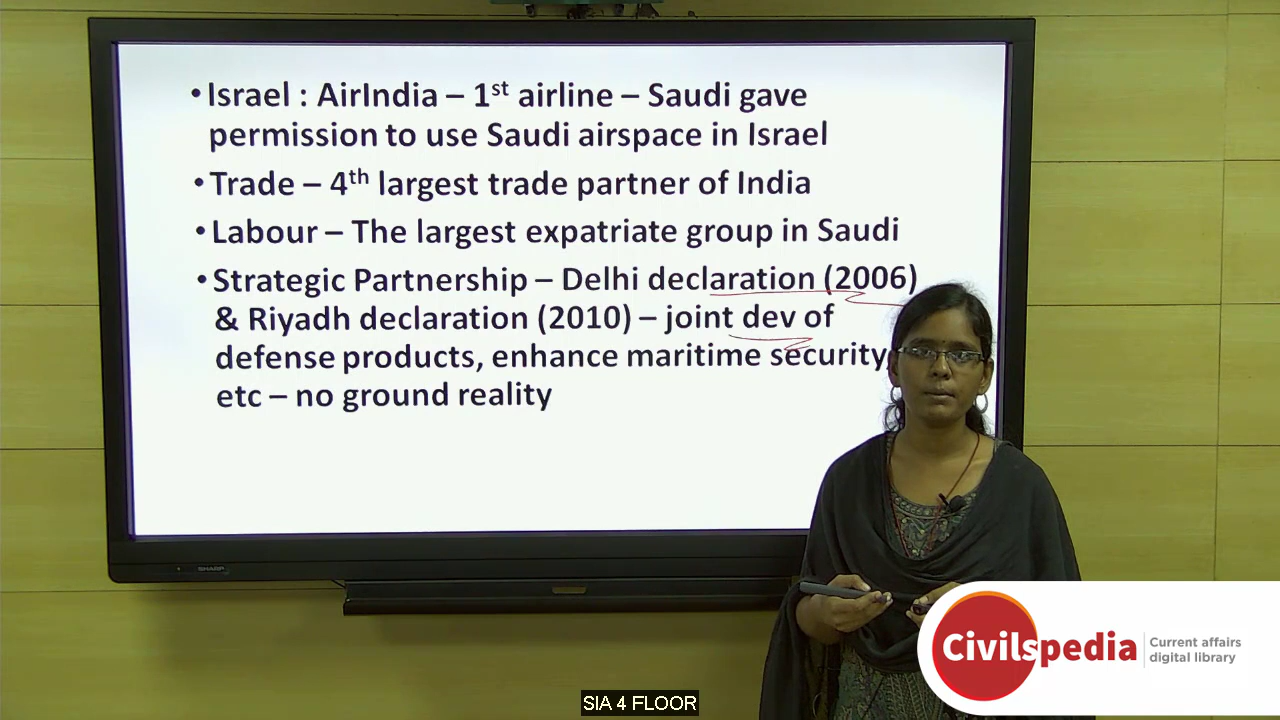 • Israel : AirIndia – 1st airline – Saudi gave
permission to use Saudi airspace in Israel
• Trade – 4th largest trade partner of India
• Labour – The largest expatriate group in Saudi
• Strategic Partnership – Delhi declaration (2006)
& Riyadh declaration (2010) – joint dev of
defense products, enhance maritime security,
etc – no ground reality
SHARP
Civilspedia
Current affairs
digital library
SIA 4 FLOOR